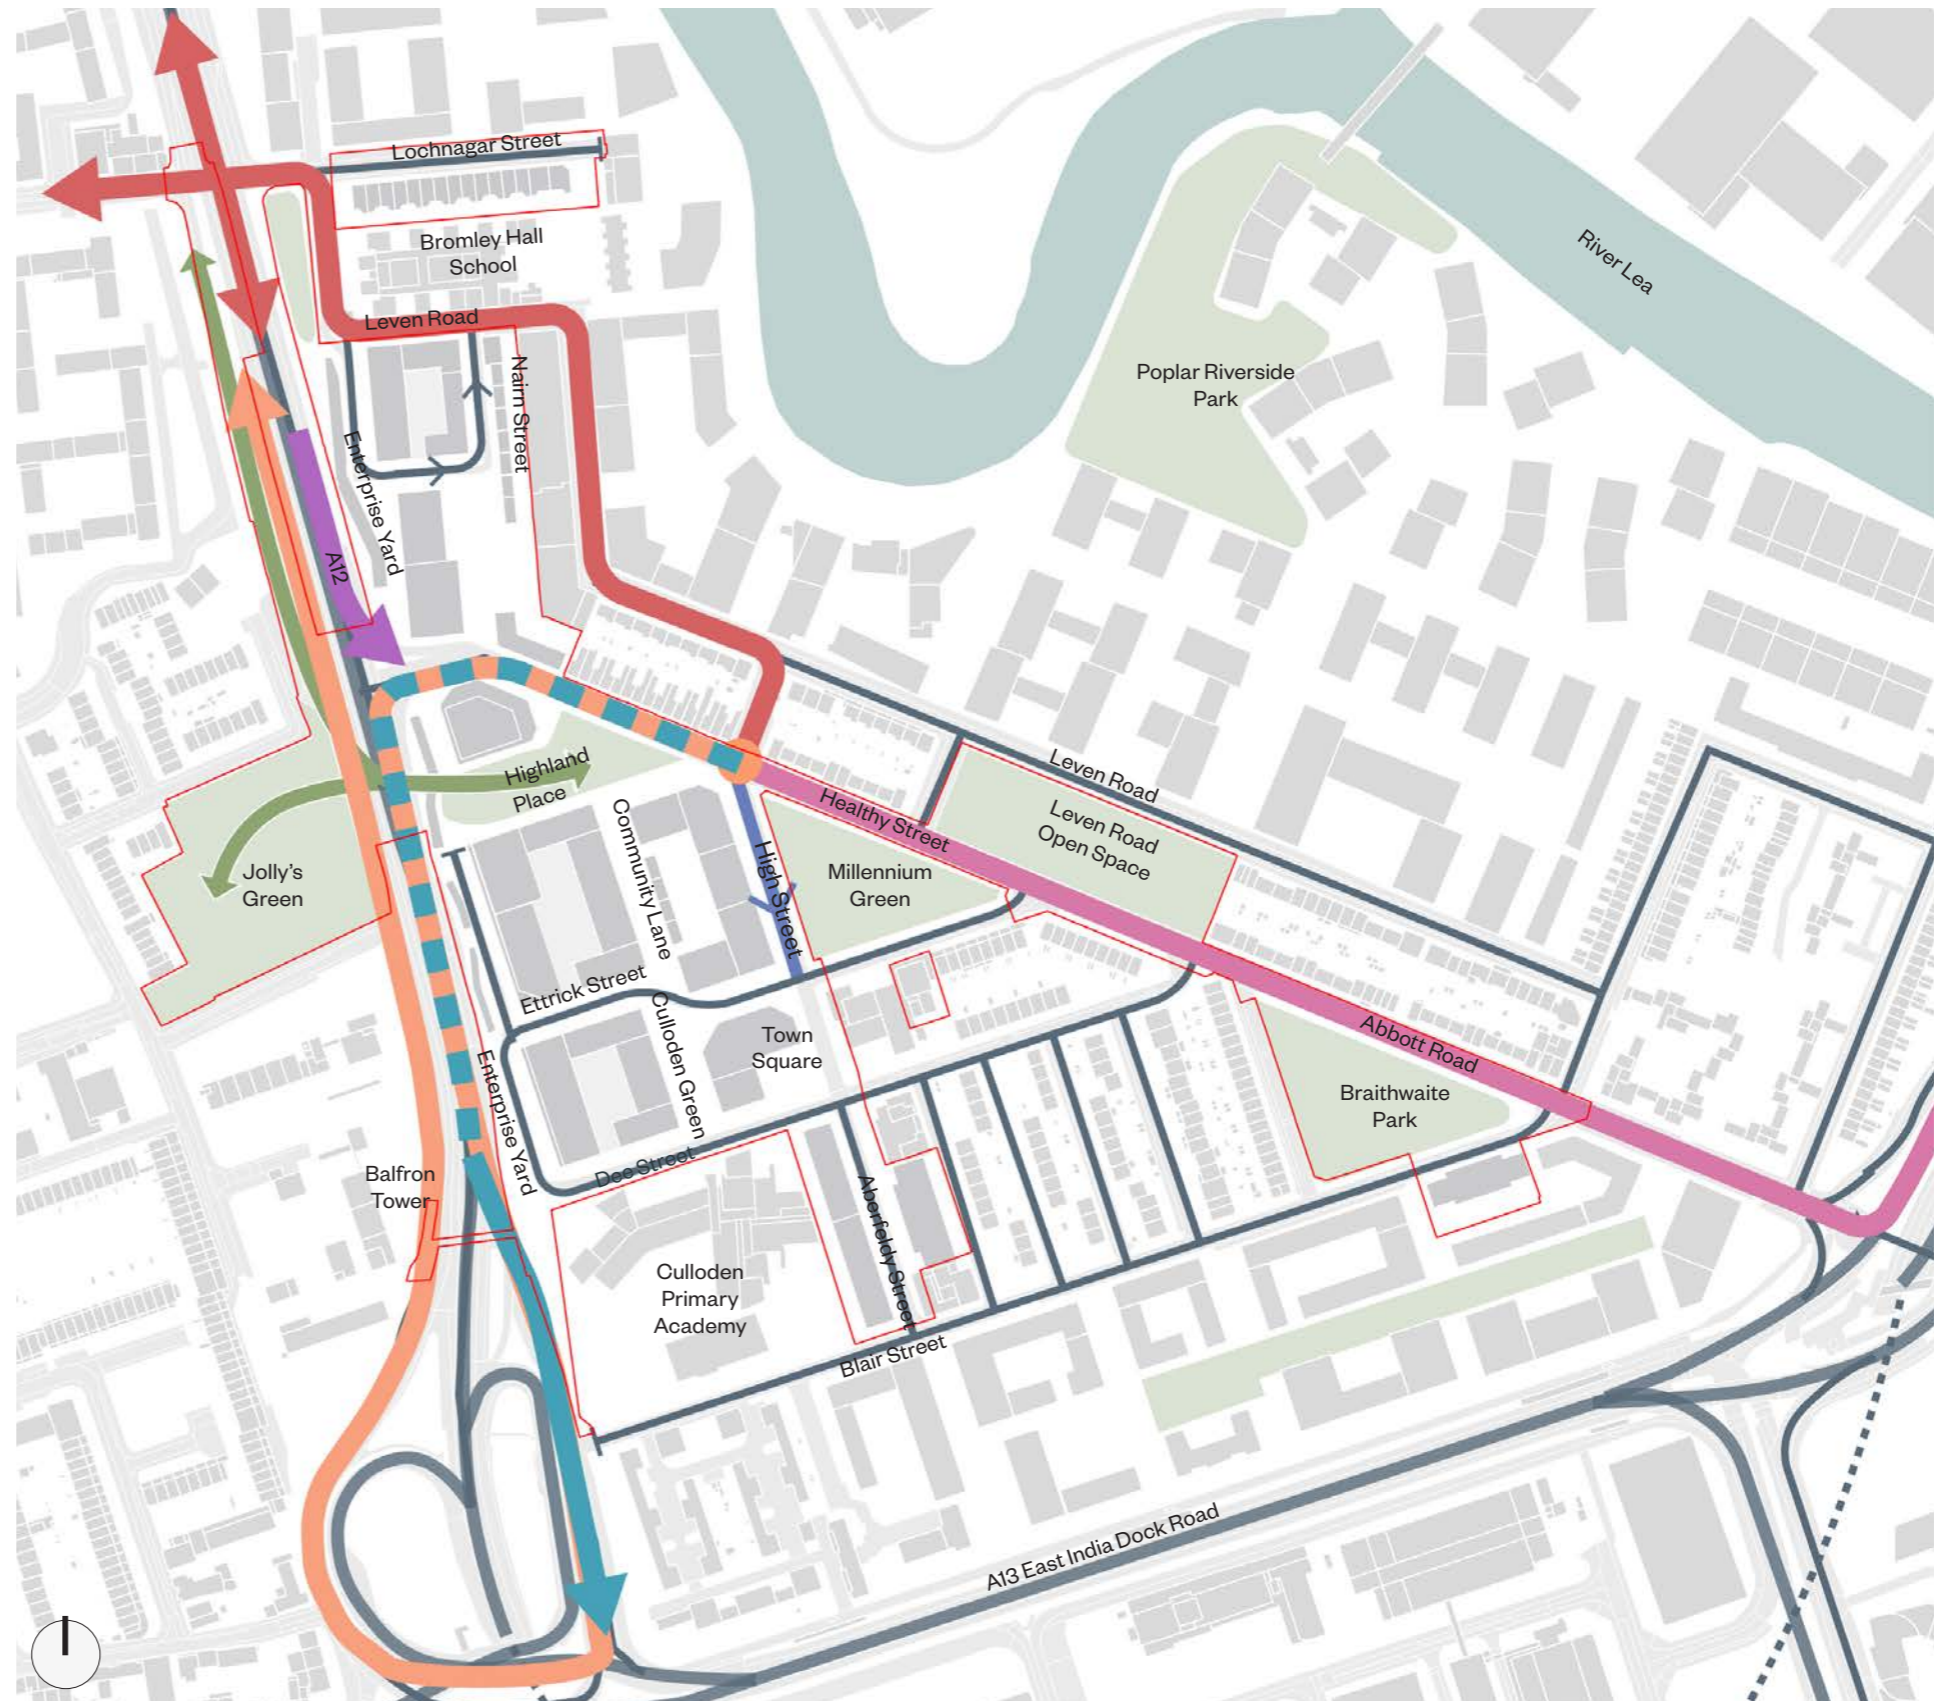 Lochnagar Street
Bromley Hall
School
River Lea
Leven Road
Nairn Street
Poplar Riverside
Park
Enterprise Yard
A12
Highland
Place
Leven Road
Healthy Street
Leven Road
Open Space
Community Lane
High Street
Millennium
Green
Jolly's
Green
Ettrick Street
Culloden Green
Town
Square
Abbott Road
Braithwaite
Park
Enterprise Yard
Balfron
Tower
Dee Street
Aberfeldy Street
Culloden
Primary
Academy
Blair Street
A13 East India Dock Road